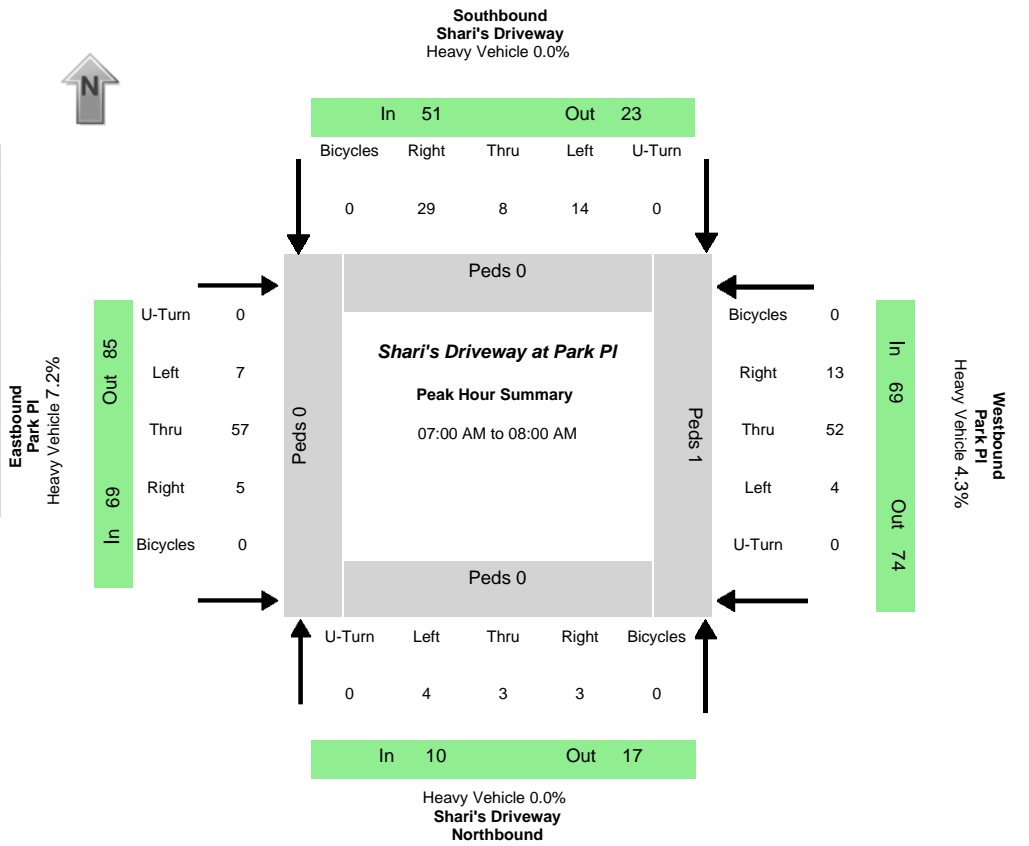 Southbound
Shari's Driveway
Heavy Vehicle 0.0%
N
In 51 Out 23
Bicycles Right Thru Left U-Turn
0 29 8 14 0
Peds 0
Eastbound
Park Pl
Heavy Vehicle 7.2%
In 69 Out 85
U-Turn 0
Left 7
Thru 57
Right 5
Bicycles 0
Peds 0
Shari's Driveway at Park Pl
Peak Hour Summary
07:00 AM to 08:00 AM
Peds 1
Bicycles 0
Right 13
Thru 52
Left 4
U-Turn 0
In 69 Out 74
Westbound
Park Pl
Heavy Vehicle 4.3%
Peds 0
U-Turn Left Thru Right Bicycles
0 4 3 3 0
In 10 Out 17
Heavy Vehicle 0.0%
Shari's Driveway
Northbound